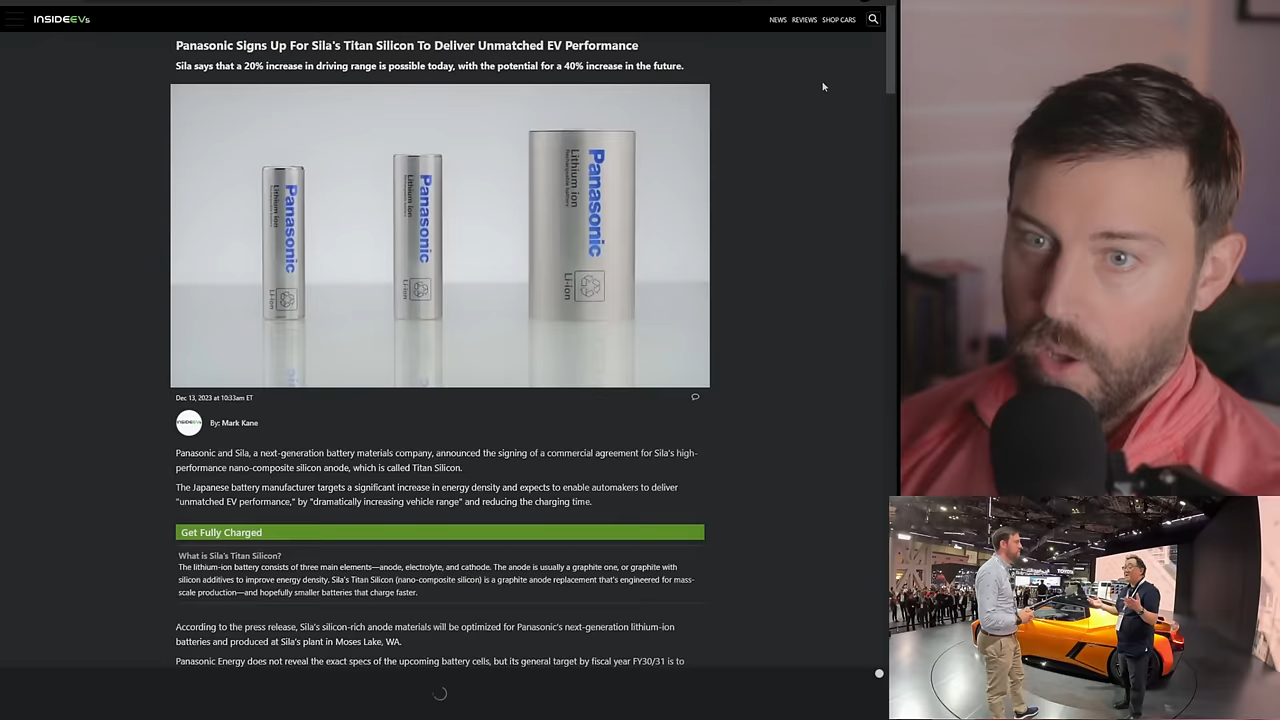 INSIDEEVs
NEWS REVIEWS SHOP CARS
Panasonic Signs Up For Sila's Titan Silicon To Deliver Unmatched EV Performance
Sila says that a 20% increase in driving range is possible today, with the potential for a 40% increase in the future.
Panasonic
Lithium ion
Li-ion
Panasonic
Lithium ion
Li-ion
Panasonic
Lithium ion
Rechargeable battery
Li-ion
Dec 13, 2023 at 10:33am ET
INSIDEEVs
By: Mark Kane
Panasonic and Sila, a next-generation battery materials company, announced the signing of a commercial agreement for Sila's high-
performance nano-composite silicon anode, which is called Titan Silicon.
The Japanese battery manufacturer targets a significant increase in energy density and expects to enable automakers to deliver
"unmatched EV performance," by "dramatically increasing vehicle range" and reducing the charging time.
Get Fully Charged
What is Sila's Titan Silicon?
The lithium-ion battery consists of three main elements—anode, electrolyte, and cathode. The anode is usually a graphite one, or graphite with
silicon additives to improve energy density. Sila's Titan Silicon (nano-composite silicon) is a graphite anode replacement that's engineered for mass-
scale production—and hopefully smaller batteries that charge faster.
According to the press release, Sila's silicon-rich anode materials will be optimized for Panasonic's next-generation lithium-ion
batteries and produced at Sila's plant in Moses Lake, WA.
Panasonic Energy does not reveal the exact specs of the upcoming battery cells, but its general target by fiscal year FY30/31 is to
TOYOTA